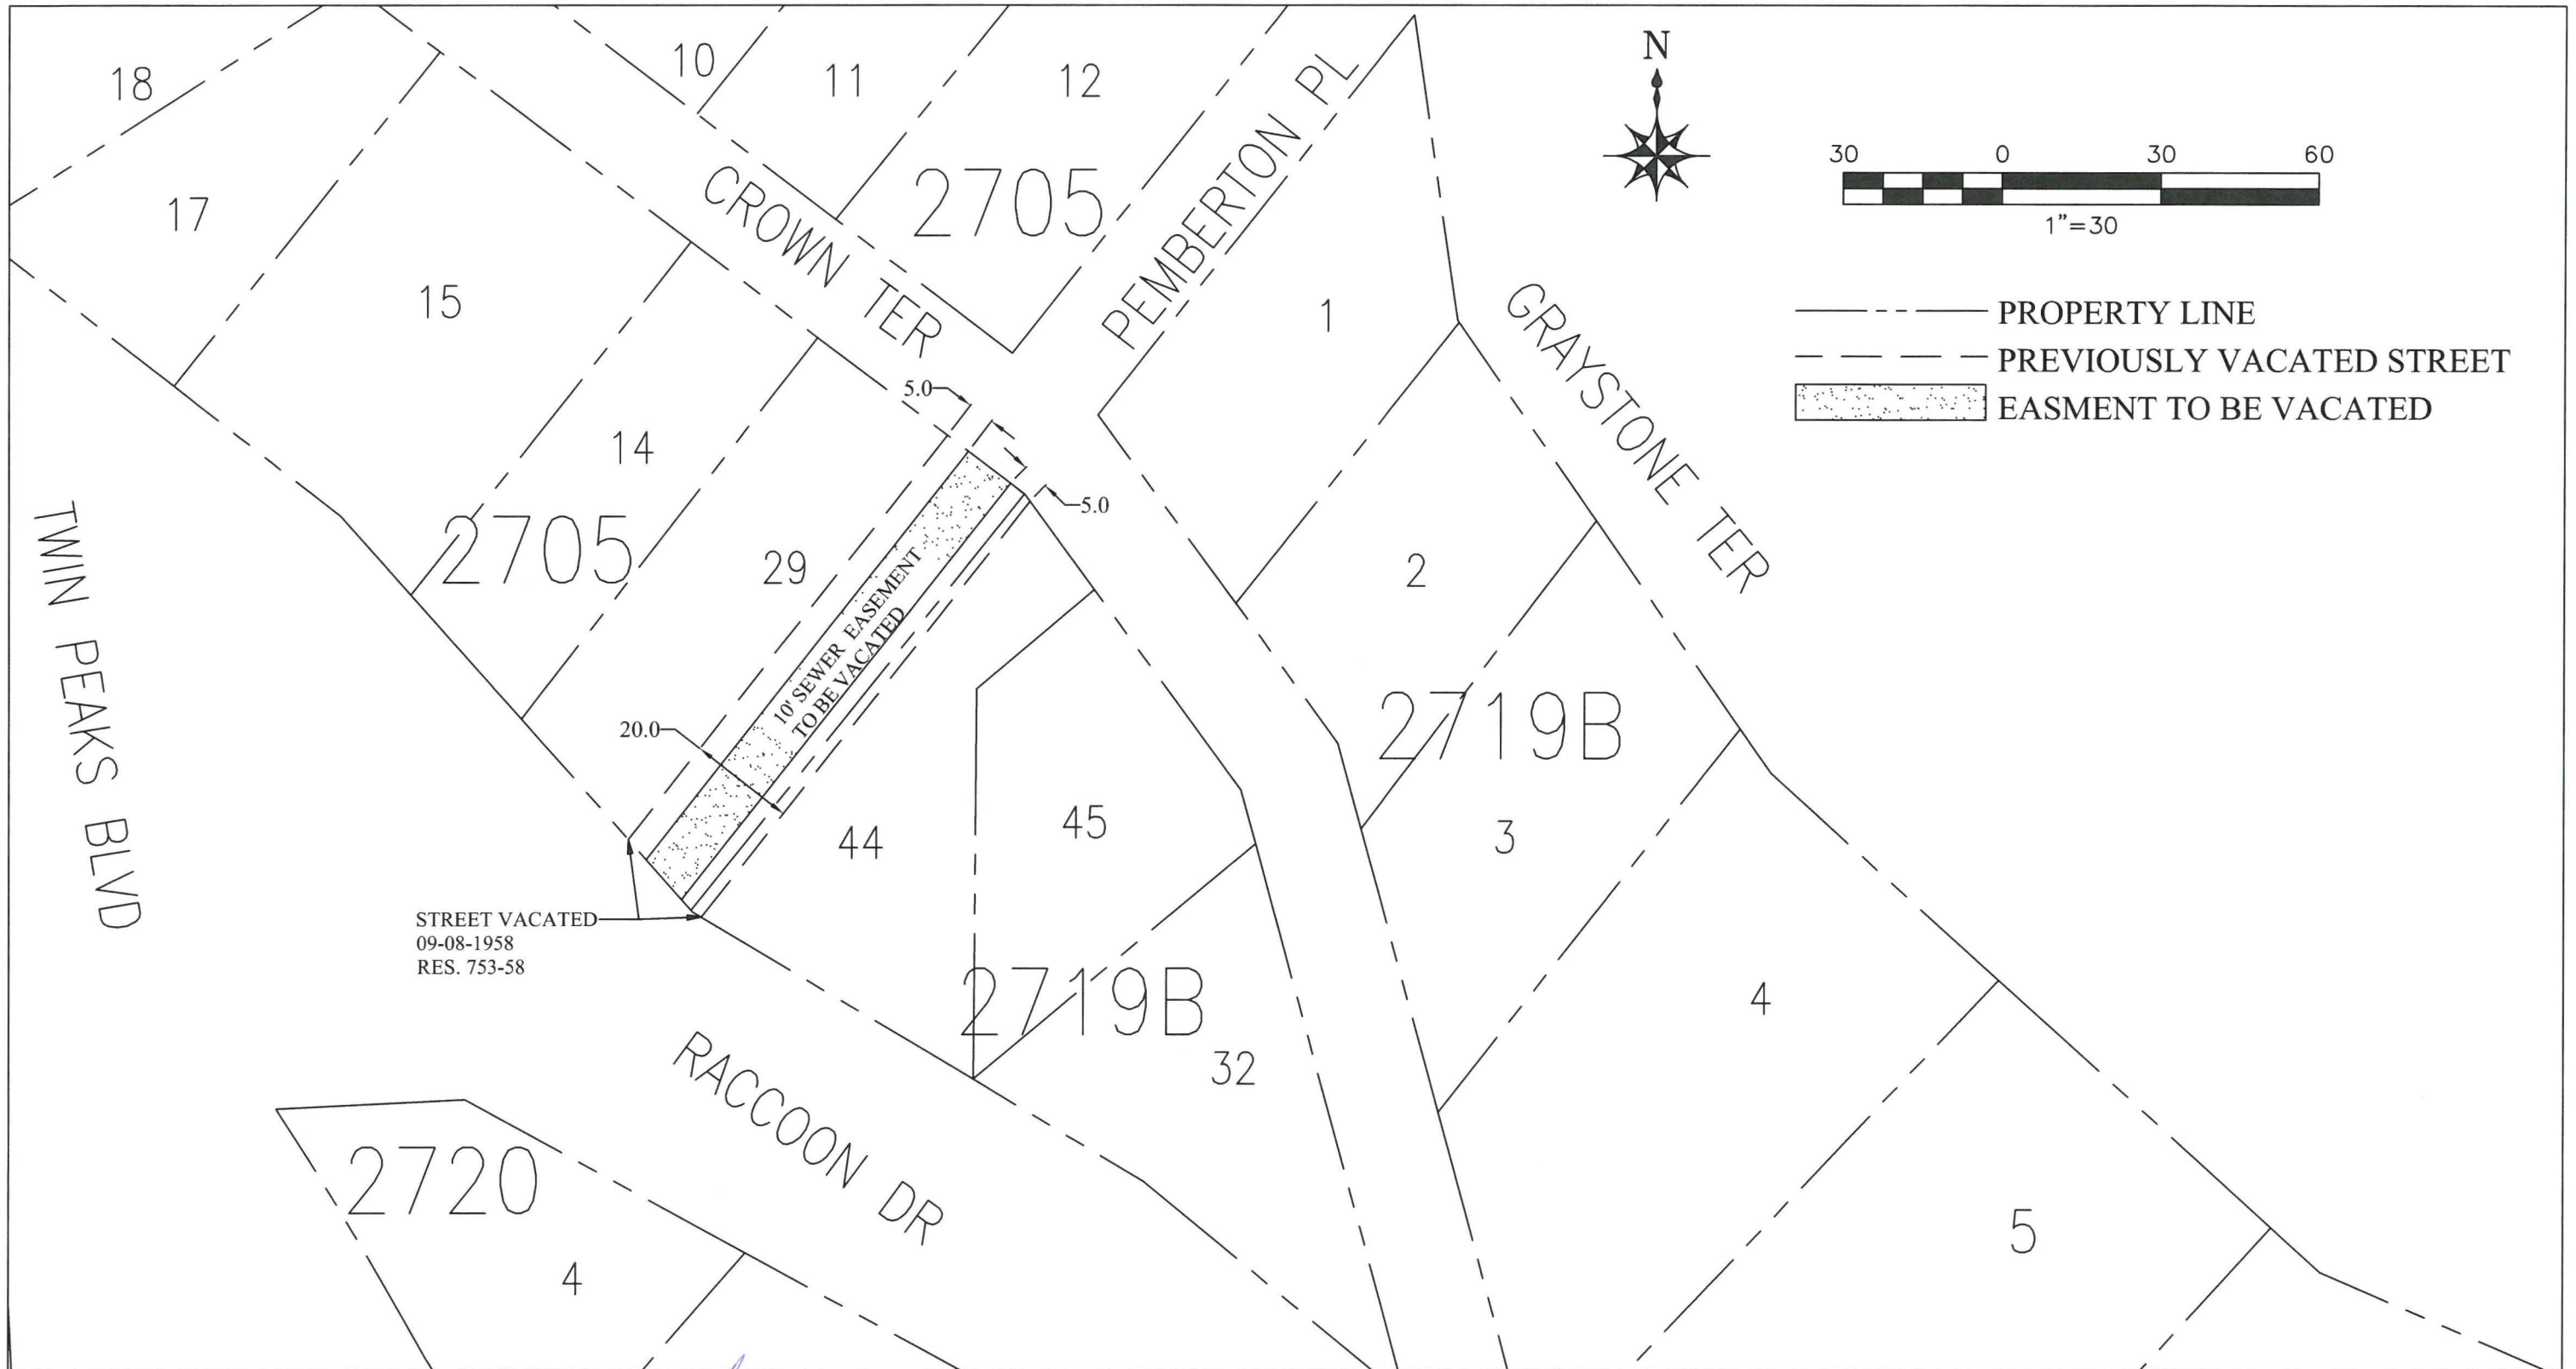 N
30 0 30 60
1”=30
PROPERTY LINE
PREVIOUSLY VACATED STREET
EASMENT TO BE VACATED
18
10
11
12
2705
17
15
14
CROWN TER
PEMBERTON PL
GRAYSTONE TER
1
5.0
5.0
2705
29
2
10' SEWER EASEMENT
TO BE VACATED
20.0
TWIN PEAKS BLVD
2719B
3
44
45
STREET VACATED
09-08-1958
RES. 753-58
2719B
32
4
RACCOON DR
2720
4
5